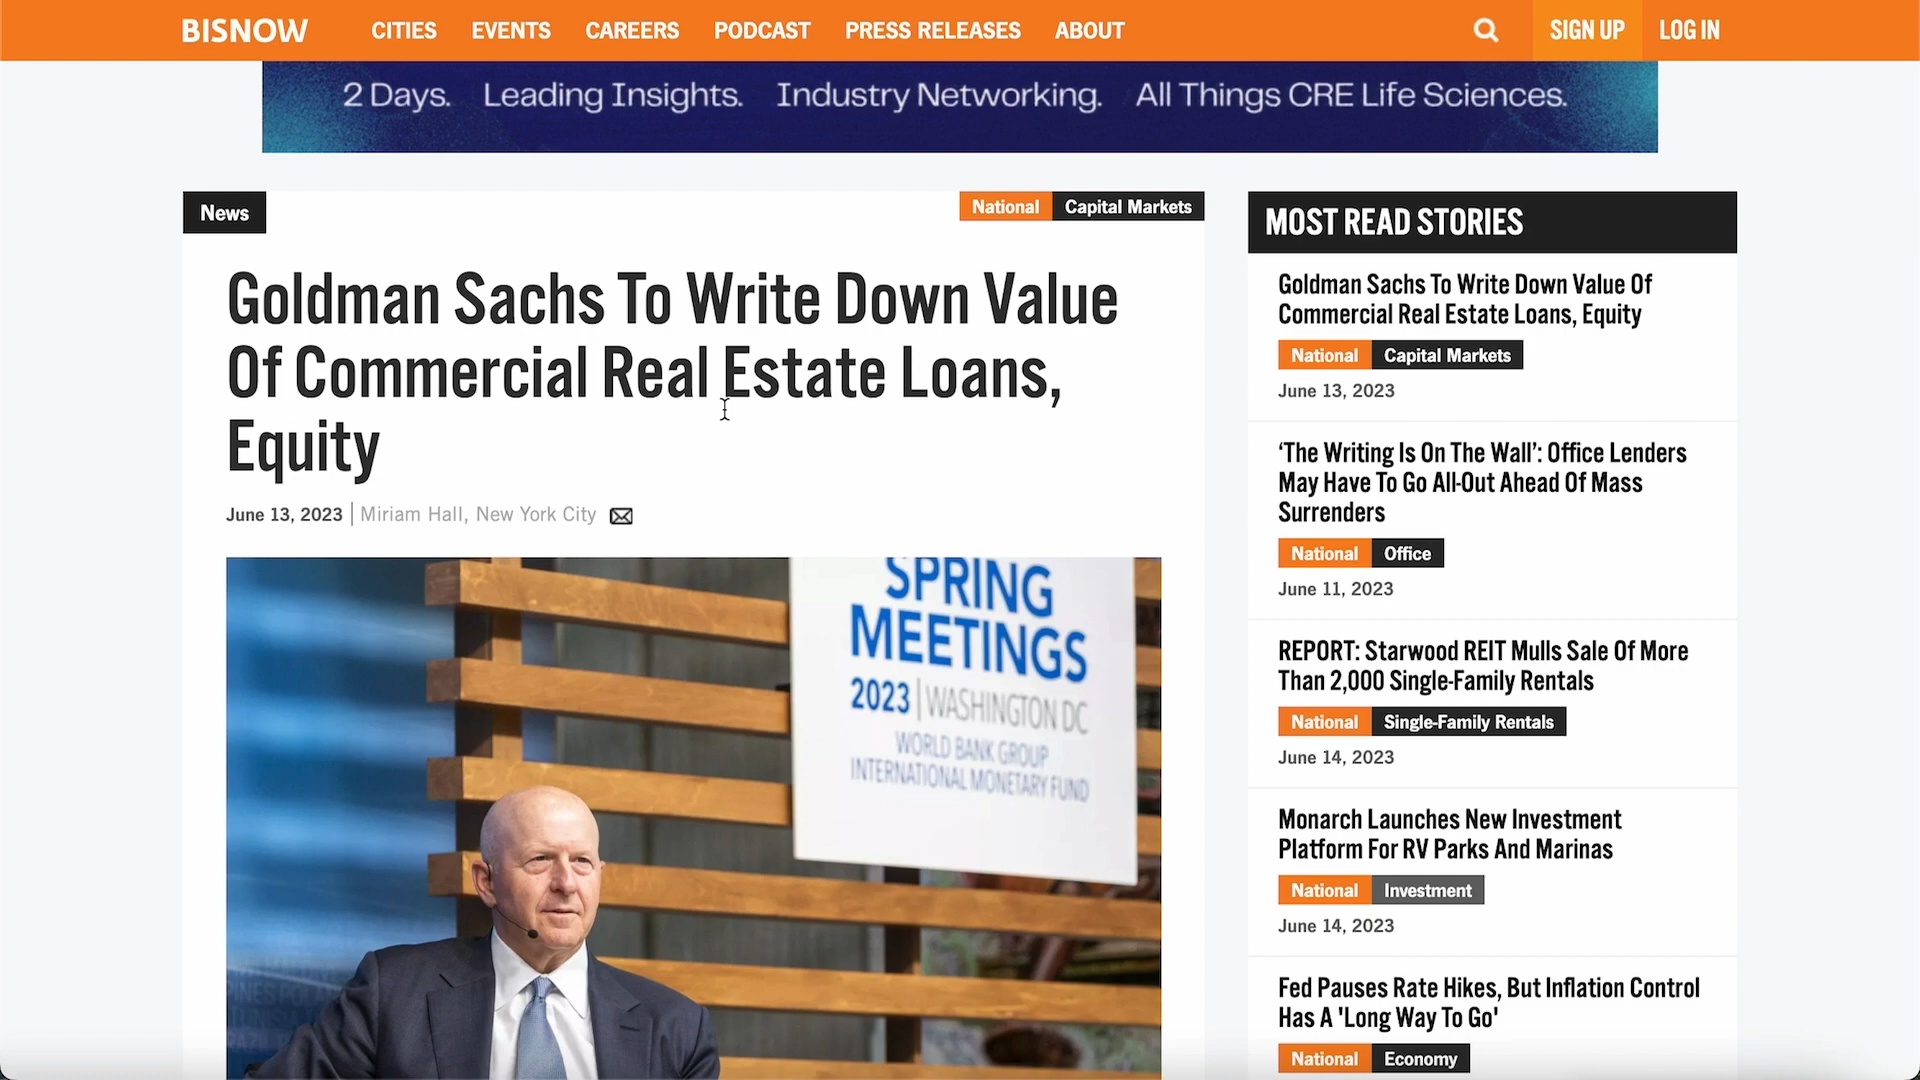 BISNOW
CITIES
EVENTS
CAREERS
PODCAST
PRESS RELEASES
ABOUT
SIGN UP
LOG IN
2 Days. Leading Insights. Industry Networking. All Things CRE Life Sciences.
News
National
Capital Markets
Goldman Sachs To Write Down Value
Of Commercial Real Estate Loans,
Equity
June 13, 2023 | Miriam Hall, New York City
SPRING
MEETINGS
2023 | WASHINGTON DC
WORLD BANK GROUP
INTERNATIONAL MONETARY FUND
MOST READ STORIES
Goldman Sachs To Write Down Value Of
Commercial Real Estate Loans, Equity
National
Capital Markets
June 13, 2023
‘The Writing Is On The Wall’: Office Lenders
May Have To Go All-Out Ahead Of Mass
Surrenders
National
Office
June 11, 2023
REPORT: Starwood REIT Mulls Sale Of More
Than 2,000 Single-Family Rentals
National
Single-Family Rentals
June 14, 2023
Monarch Launches New Investment
Platform For RV Parks And Marinas
National
Investment
June 14, 2023
Fed Pauses Rate Hikes, But Inflation Control
Has A 'Long Way To Go'
National
Economy